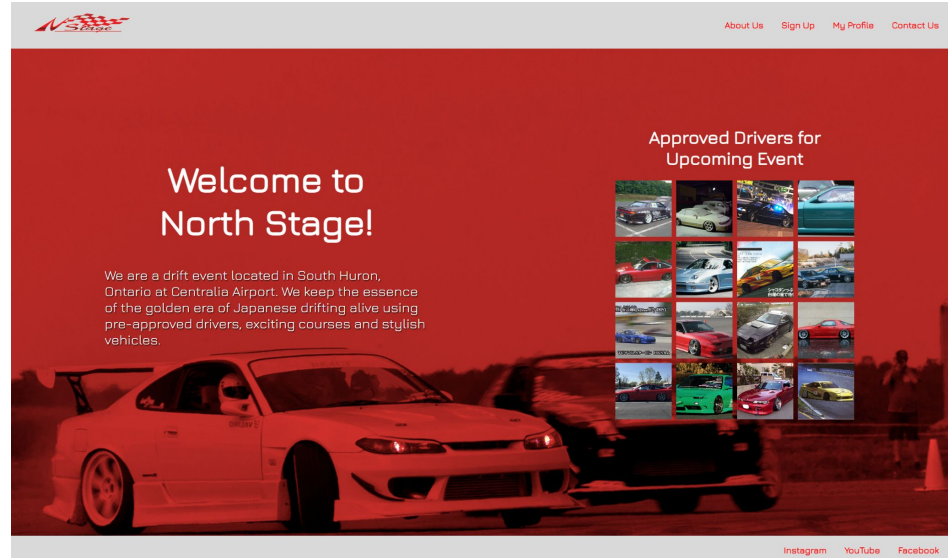 N Stage
About Us Sign Up My Profile Contact Us
Welcome to
North Stage!
We are a drift event located in South Huron,
Ontario at Centralia Airport. We keep the essence
of the golden era of Japanese drifting alive using
pre-approved drivers, exciting courses and stylish
vehicles.
Approved Drivers for
Upcoming Event
Instagram YouTube Facebook